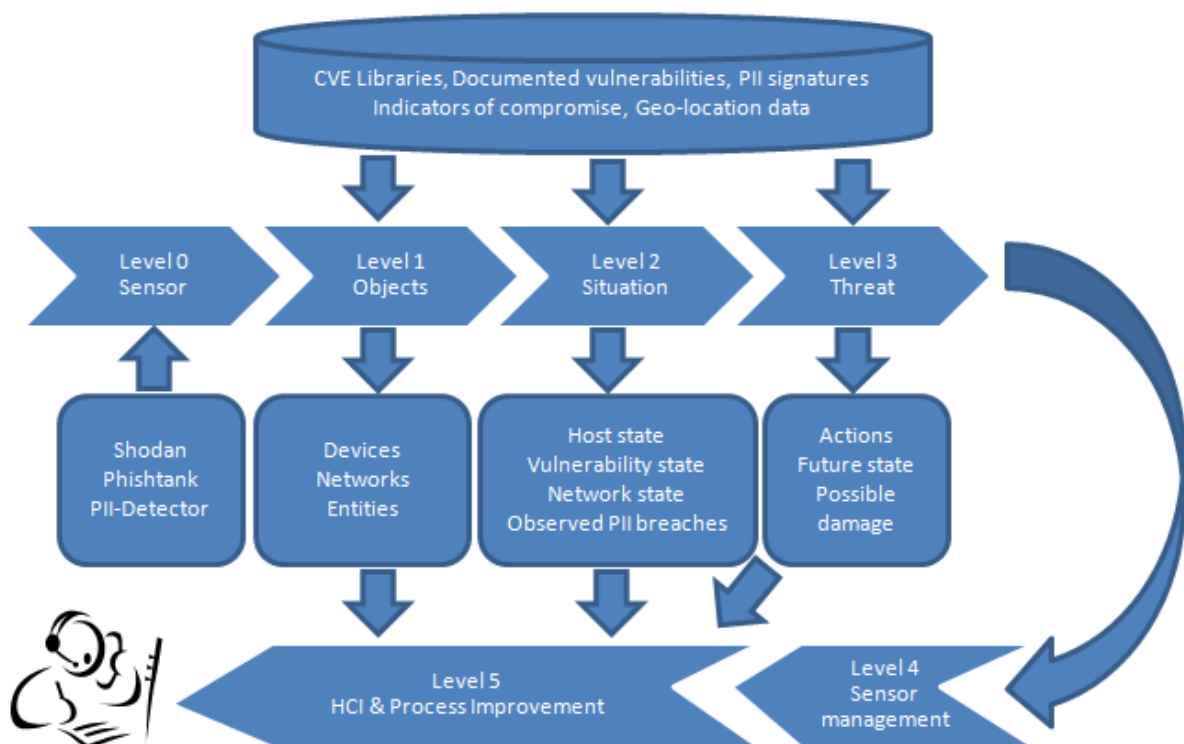 CVE Libraries, Documented vulnerabilities, PII signatures
Indicators of compromise, Geo-location data
Level 0
Sensor
Level 1
Objects
Level 2
Situation
Level 3
Threat
Shodan
Phishtank
PII-Detector
Devices
Networks
Entities
Host state
Vulnerability state
Network state
Observed PII breaches
Actions
Future state
Possible
damage
Level 5
HCI & Process Improvement
Level 4
Sensor
management